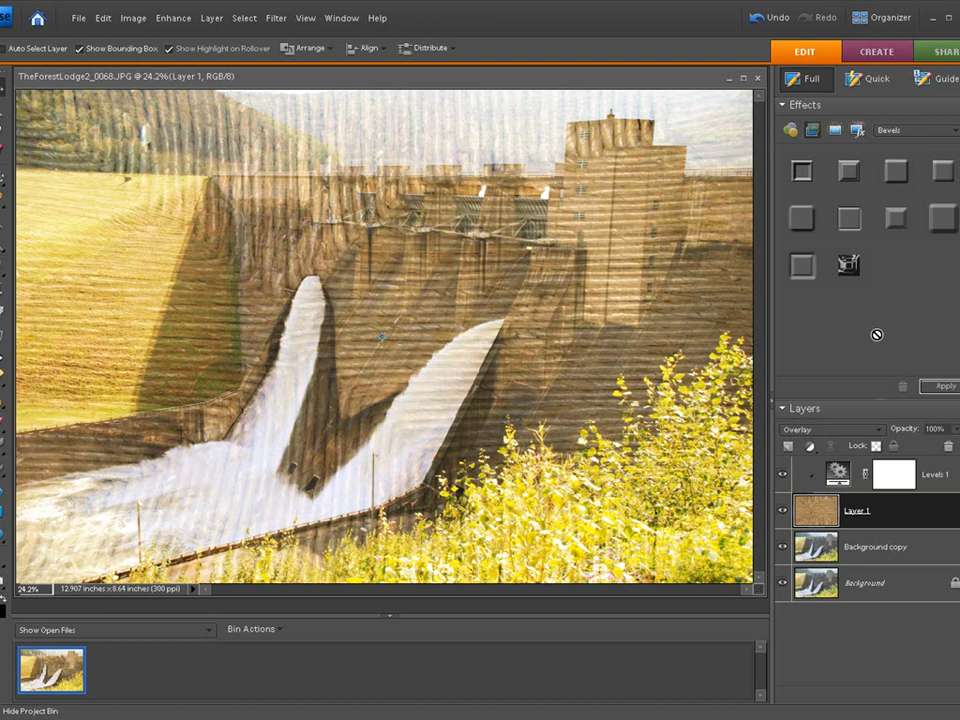 se File Edit Image Enhance Layer Select Filter View Window Help Undo Redo Organizer
Auto Select Layer Show Bounding Box Show Highlight on Rollover Arrange Align Distribute
EDIT CREATE SHAR
TheForestLodge2_0068.JPG @ 24.2% (Layer 1, RGB/8)
Full Quick Guide
Effects
Bevels
Apply
Layers
Overlay Opacity: 100%
Lock:
Levels 1
Layer 1
Background copy
Background
24.2% 12.907 inches x 8.64 inches (300 ppi)
Show Open Files Bin Actions
Hide Project Bin